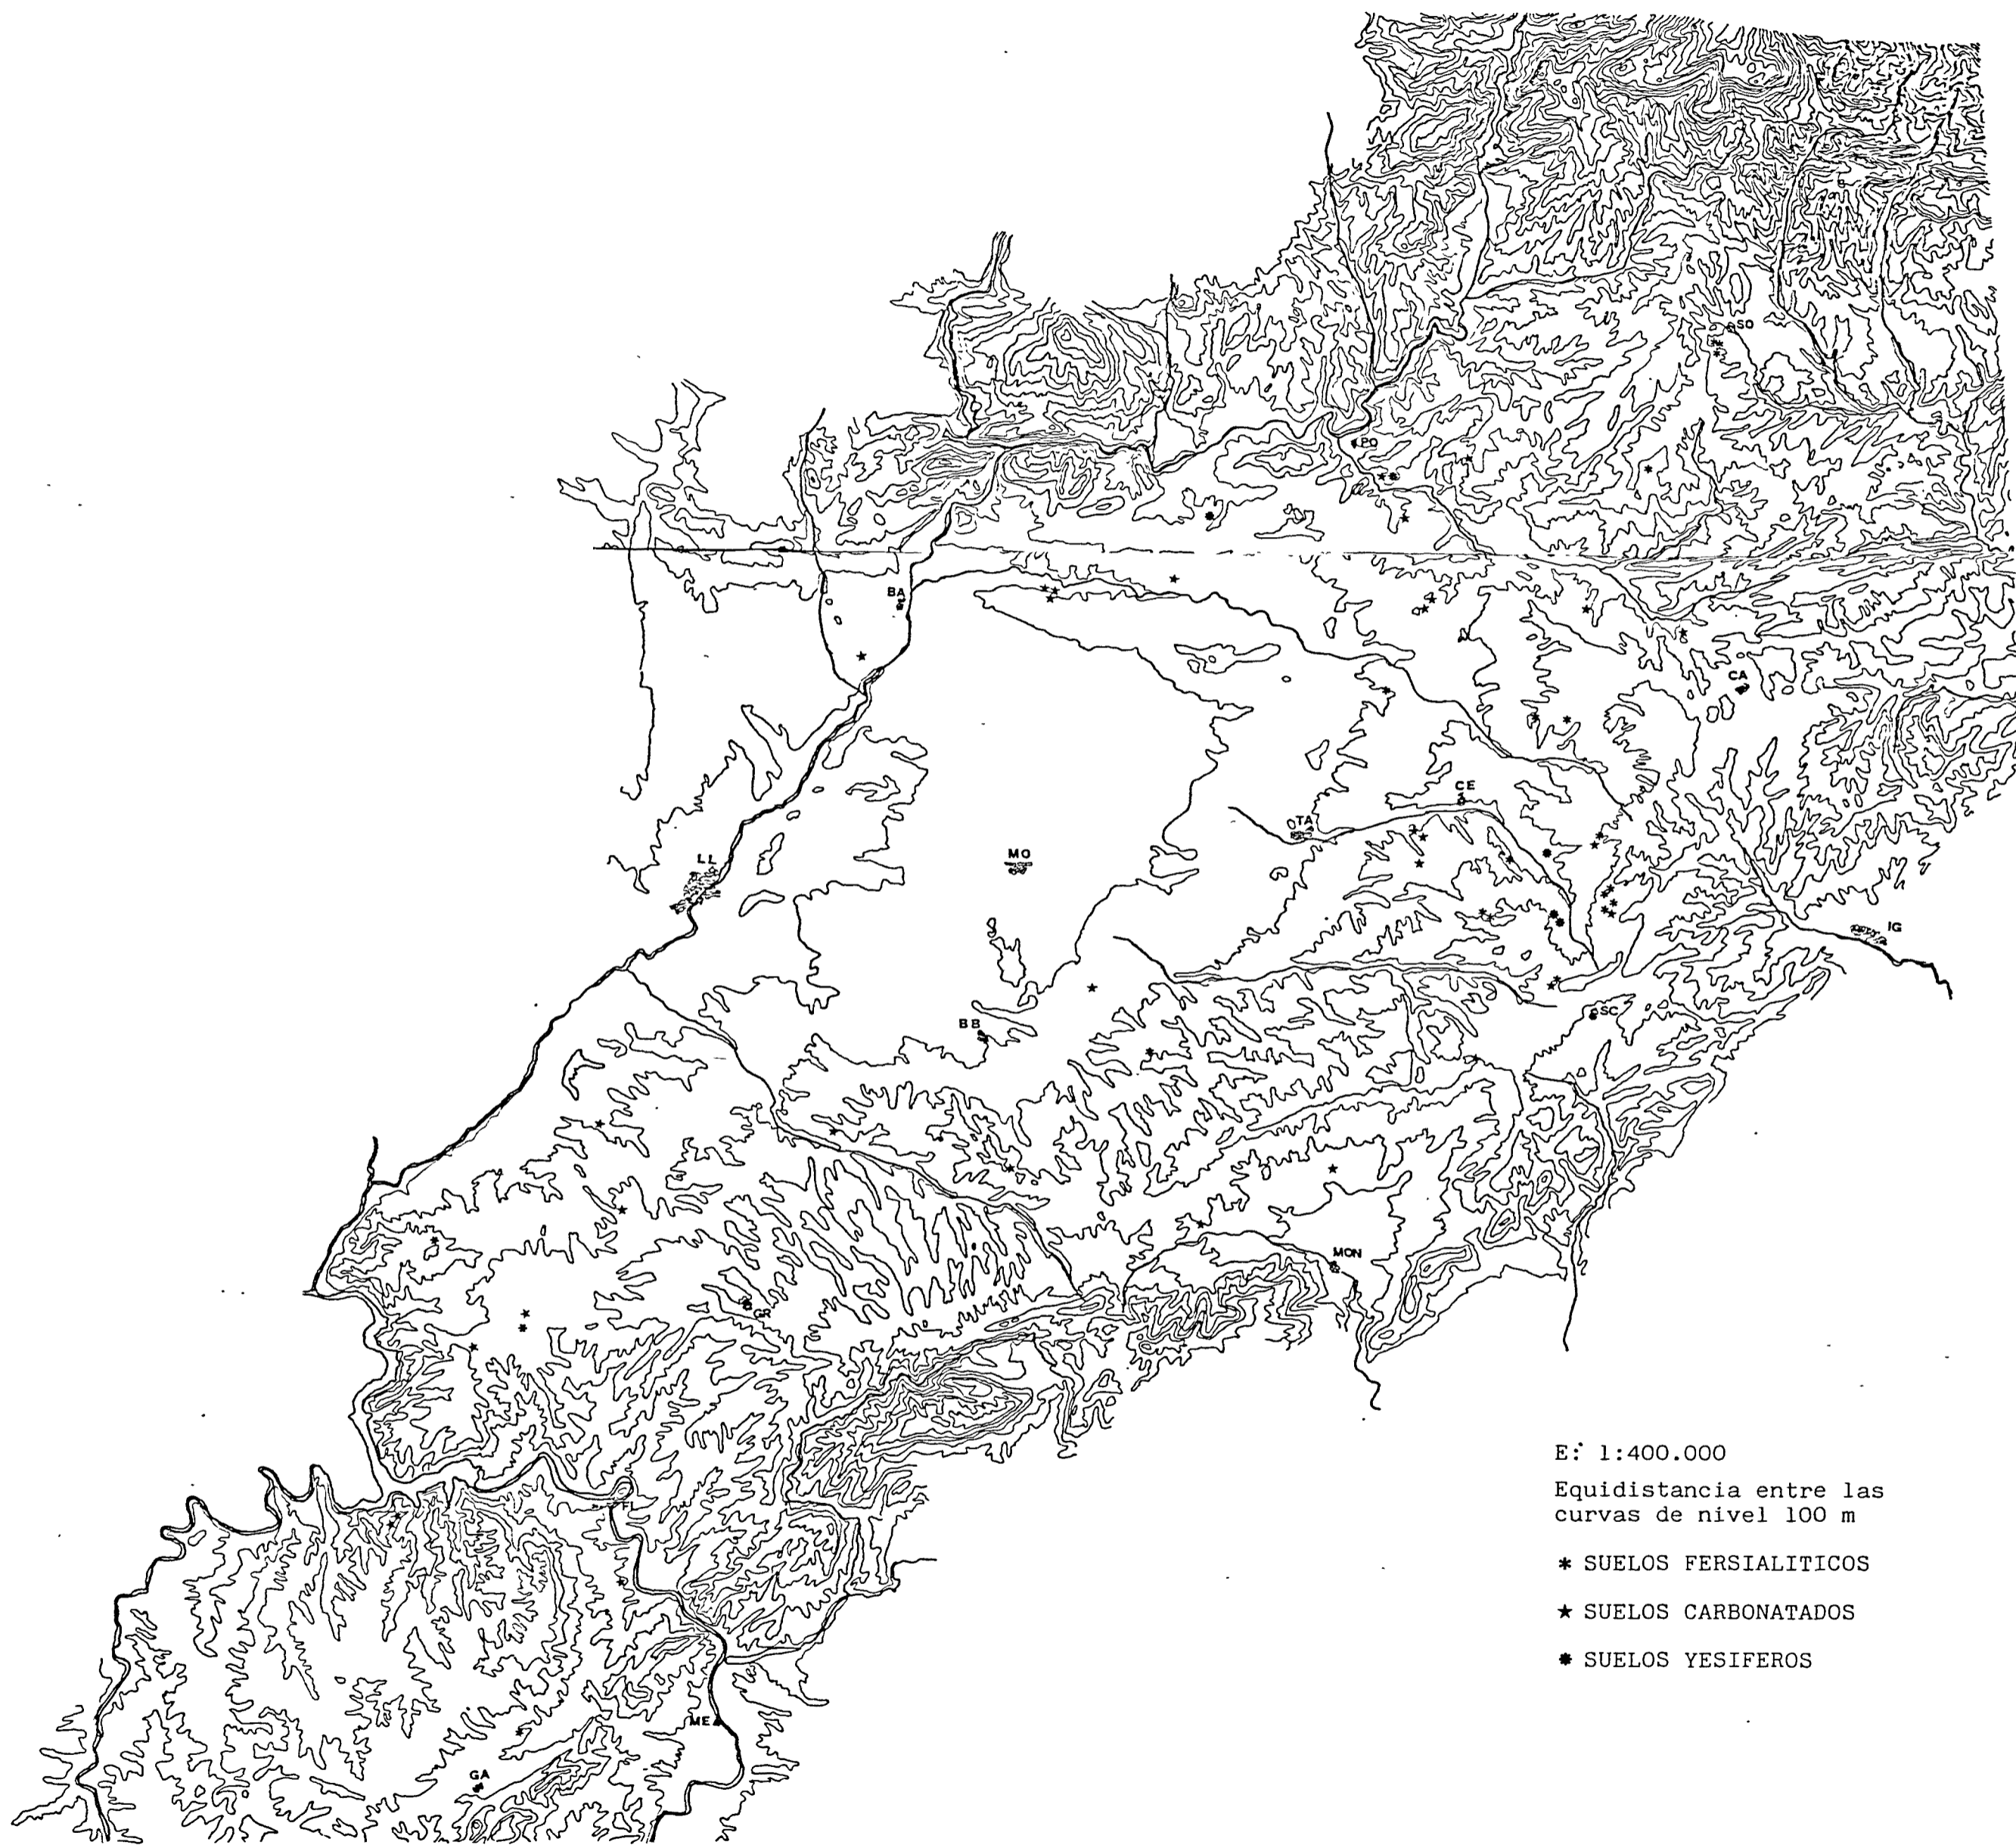 SO
PO
BA
CA
CE
TA
MO
LL
IG
BB
SC
MON
GR
E: 1:400.000
Equidistancia entre las
curvas de nivel 100 m
* SUELOS FERSIALITICOS
★ SUELOS CARBONATADOS
● SUELOS YESIFEROS
FL
ME
GA